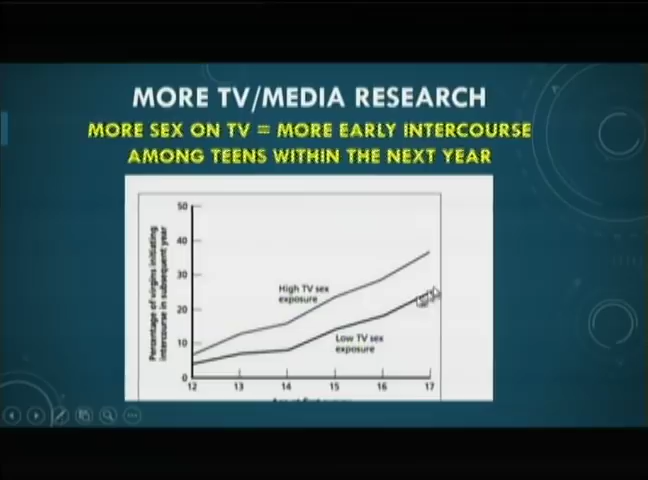 MORE TV/MEDIA RESEARCH
MORE SEX ON TV = MORE EARLY INTERCOURSE
AMONG TEENS WITHIN THE NEXT YEAR
Percentage of virgins initiating
intercourse in subsequent year
50
40
30
20
10
0
High TV sex
exposure
Low TV sex
exposure
12 13 14 15 16 17